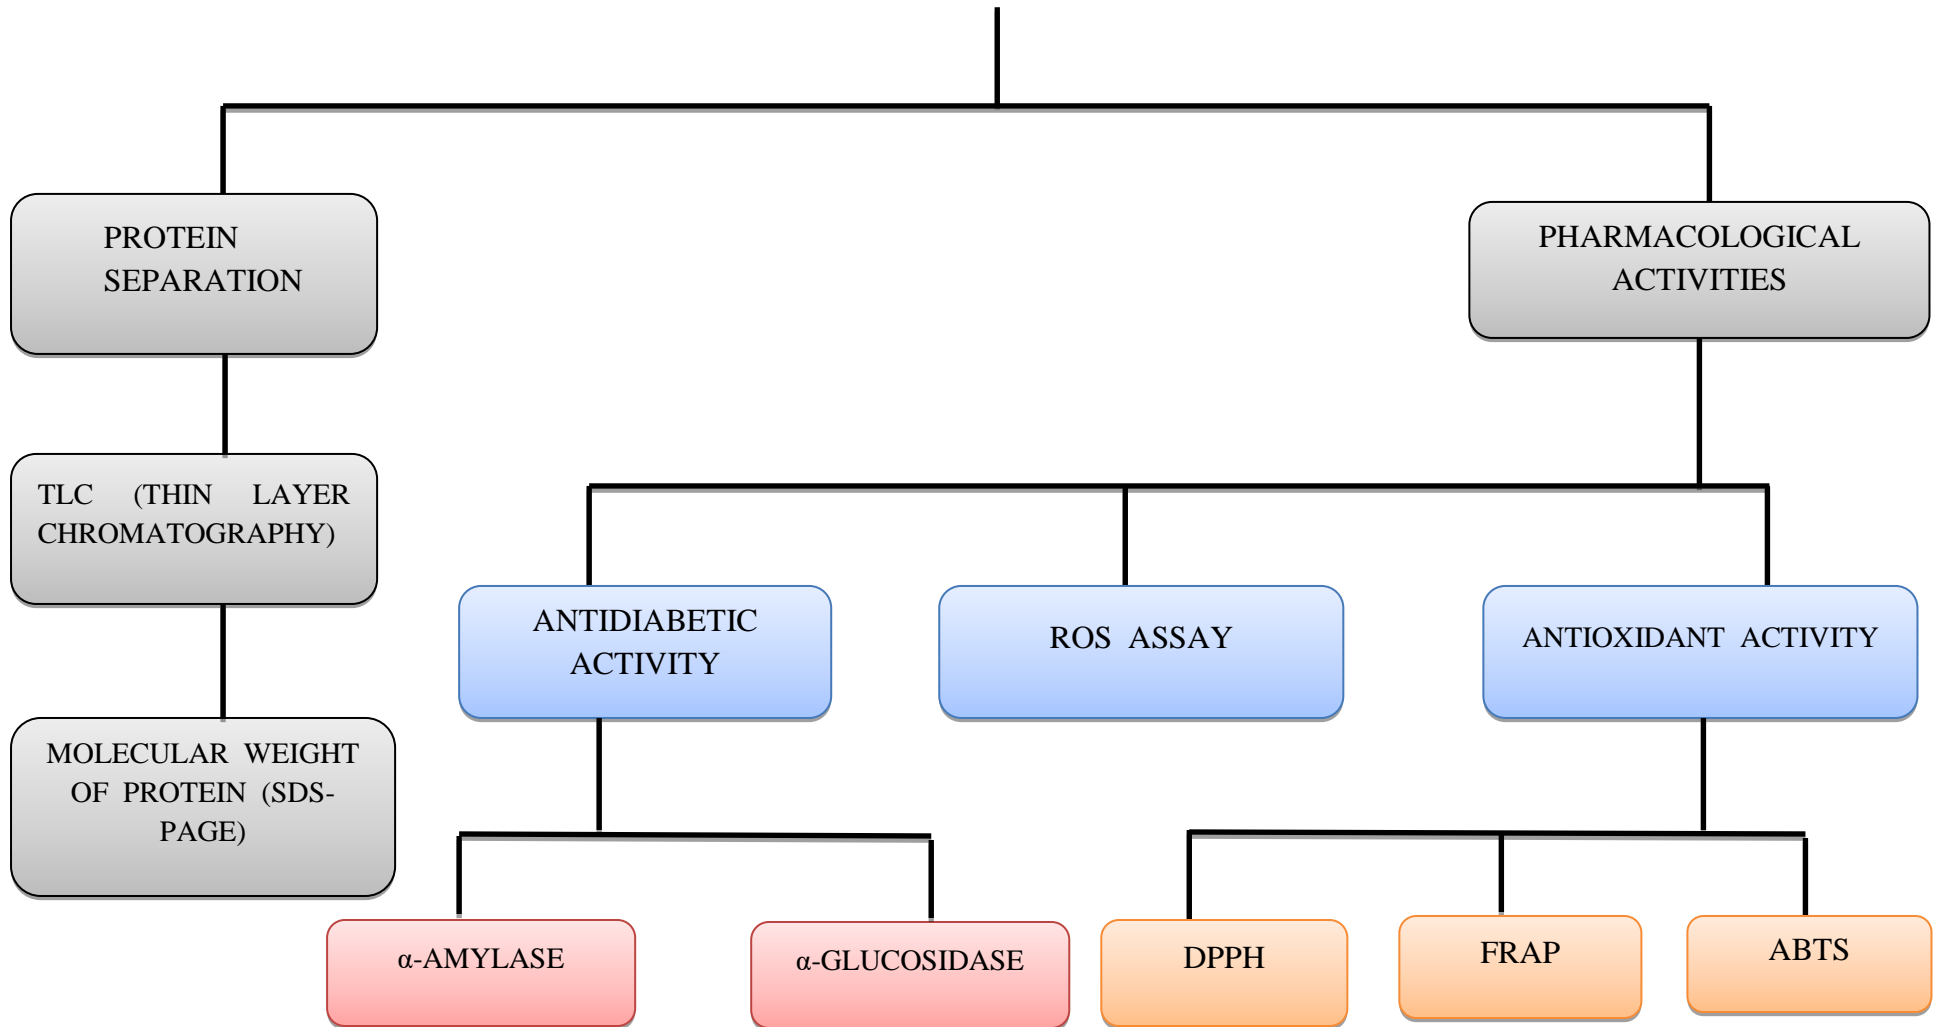 PROTEIN
SEPARATION
PHARMACOLOGICAL
ACTIVITIES
TLC (THIN LAYER
CHROMATOGRAPHY)
ANTIDIABETIC
ACTIVITY
ROS ASSAY
ANTIOXIDANT ACTIVITY
MOLECULAR WEIGHT
OF PROTEIN (SDS-
PAGE)
α-AMYLASE
α-GLUCOSIDASE
DPPH
FRAP
ABTS